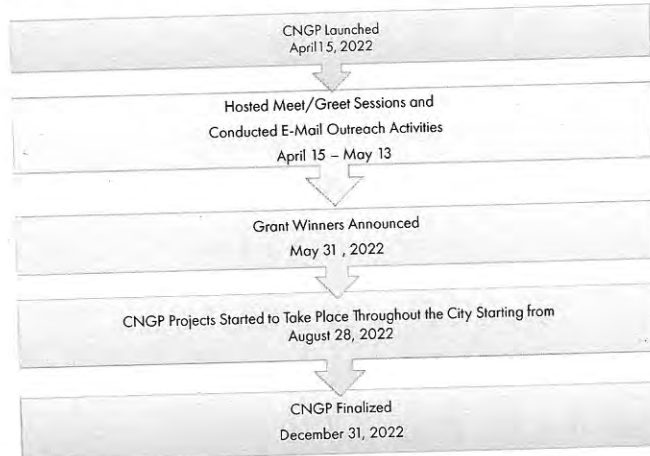 CNGP Launched
April15, 2022
Hosted Meet/Greet Sessions and
Conducted E-Mail Outreach Activities
April 15 – May 13
Grant Winners Announced
May 31 , 2022
CNGP Projects Started to Take Place Throughout the City Starting from
August 28, 2022
CNGP Finalized
December 31, 2022